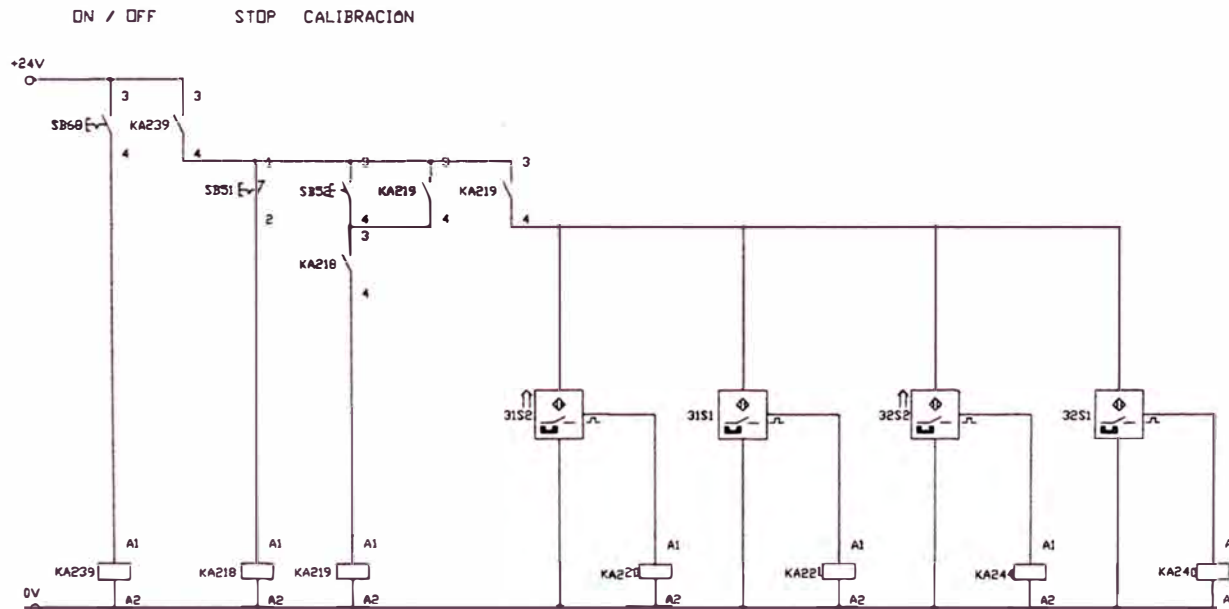 ON / OFF STOP CALIBRACION
+24V
3 3
SB68 KA239
4 4 1 3 3 3
SB51 SB52 KA219 KA219
2 4 4 4
3
KA218
4
31S2 31S1 32S2 32S1
A1 A1 A1 A1 A1 A1
KA239 KA218 KA219 KA220 KA221 KA244 KA240
0V A2 A2 A2 A2 A2 A2